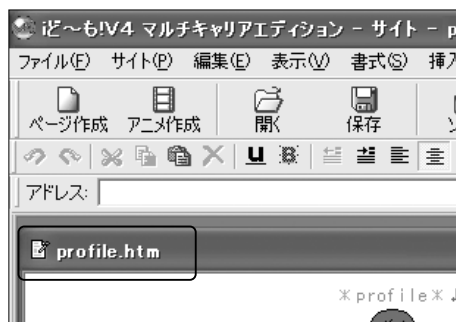 iど～も!V4 マルチキャリアエディション - サイト - p
ファイル(F) サイト(P) 編集(E) 表示(V) 書式(S) 挿入
ページ作成 アニメ作成 開く 保存
アドレス:
profile.htm
*profile*↓